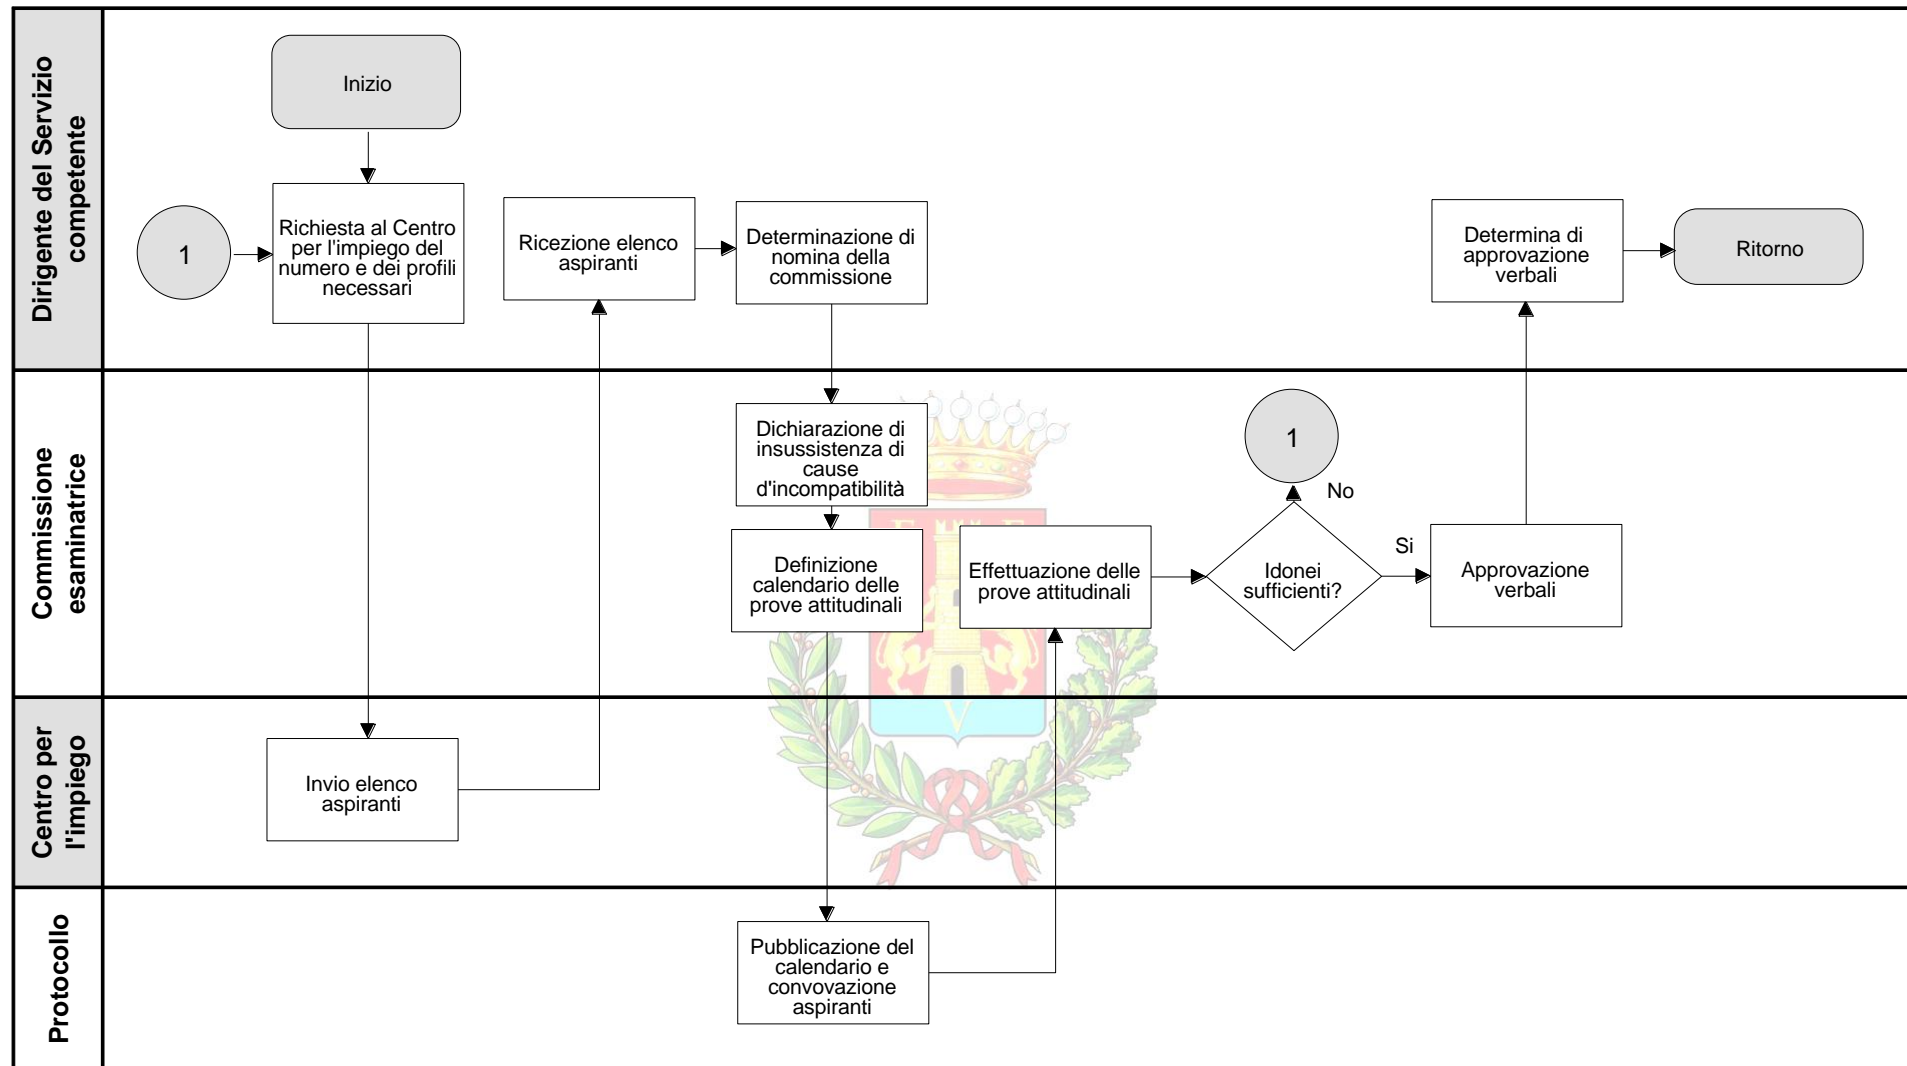 Dirigente del Servizio
competente
Inizio
1
Richiesta al Centro
per l'impiego del
numero e dei profili
necessari
Ricezione elenco
aspiranti
Determinazione di
nomina della
commissione
Determina di
approvazione
verbali
Ritorno
Commissione
esaminatrice
Dichiarazione di
insussistenza di
cause
d'incompatibilità
Definizione
calendario delle
prove attitudinali
Effettuazione delle
prove attitudinali
1
No
Idonei
sufficienti?
Si
Approvazione
verbali
Centro per
l'impiego
Invio elenco
aspiranti
Protocollo
Pubblicazione del
calendario e
convovazione
aspiranti